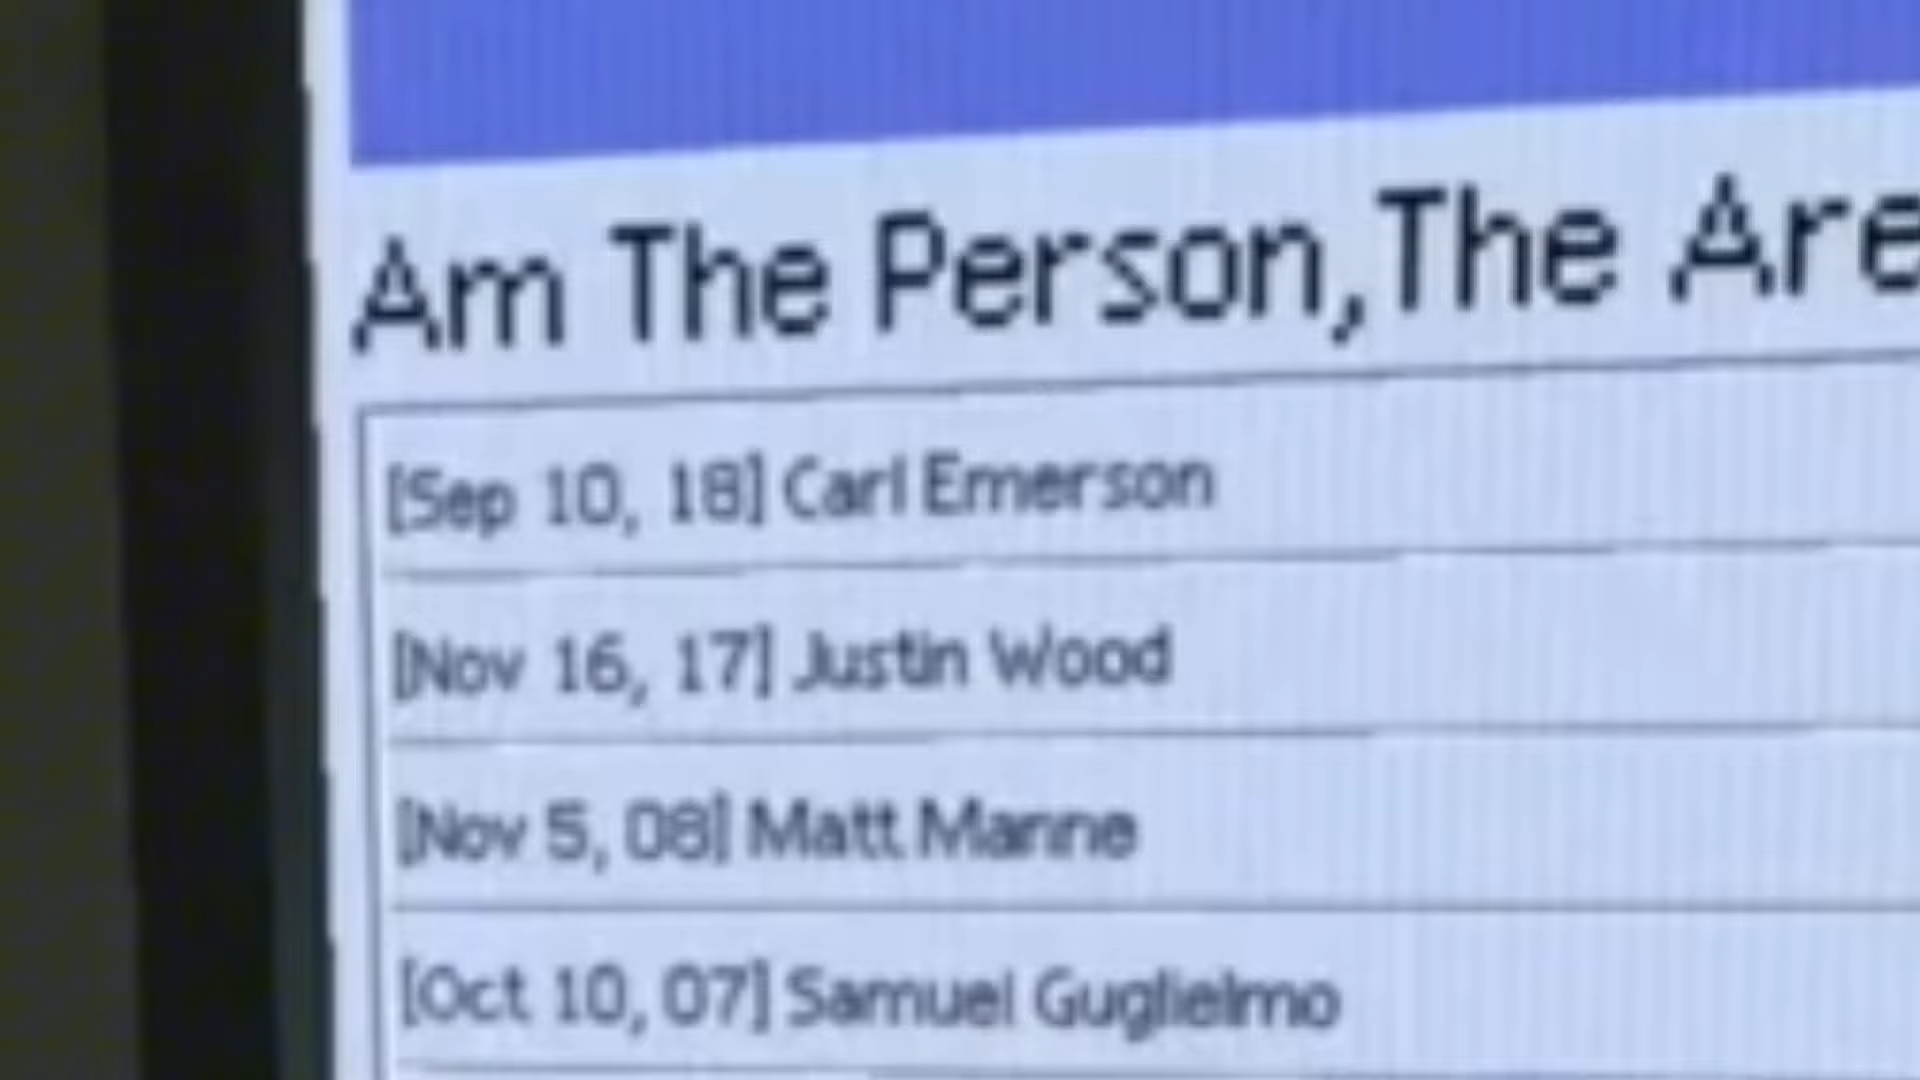 Am The Person,The Are
[Sep 10, 18] Carl Emerson
[Nov 16, 17] Justin Wood
[Nov 5, 08] Matt Manne
[Oct 10, 07] Samuel Guglielmo